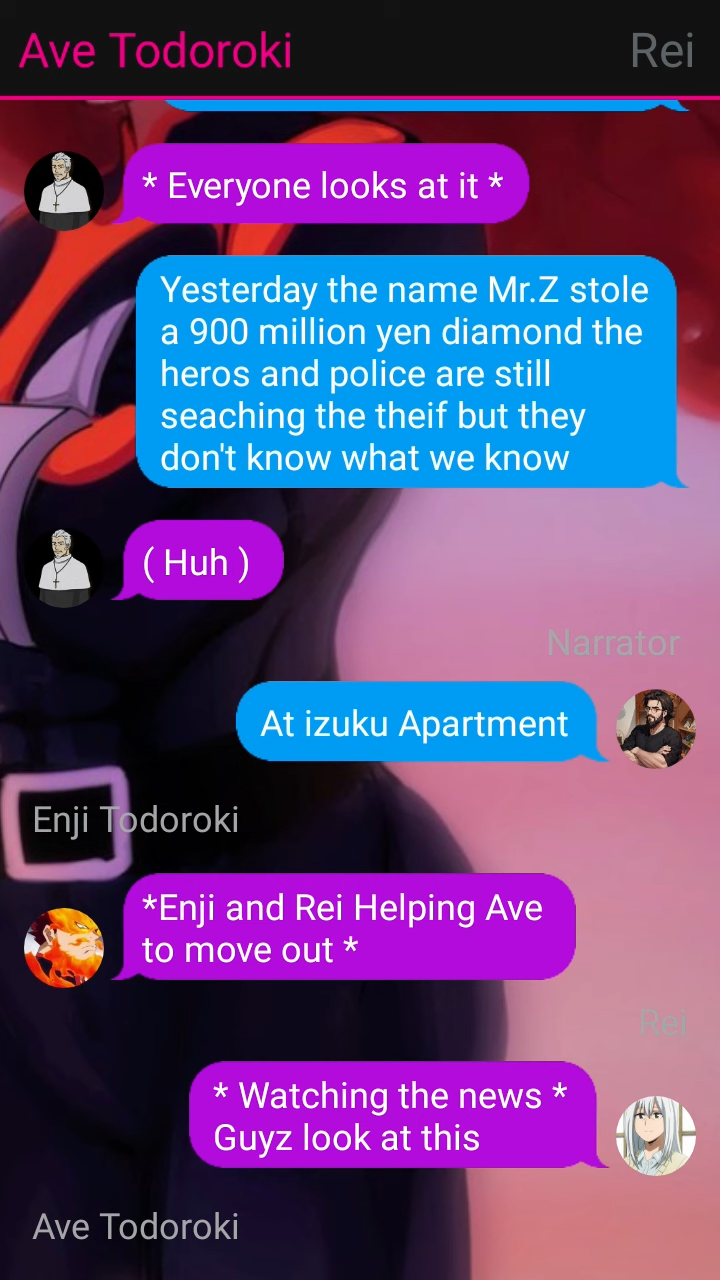 Ave Todoroki
Rei
* Everyone looks at it *
Yesterday the name Mr.Z stole
a 900 million yen diamond the
heros and police are still
seaching the theif but they
don't know what we know
( Huh )
Narrator
At izuku Apartment
Enji Todoroki
*Enji and Rei Helping Ave
to move out *
Rei
* Watching the news *
Guyz look at this
Ave Todoroki